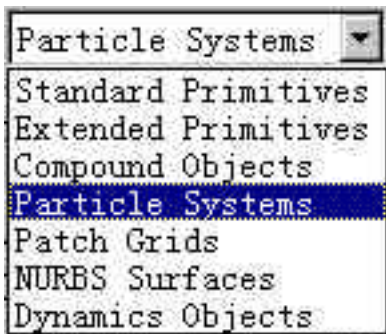 Particle Systems
Standard Primitives
Extended Primitives
Compound Objects
Particle Systems
Patch Grids
NURBS Surfaces
Dynamics Objects